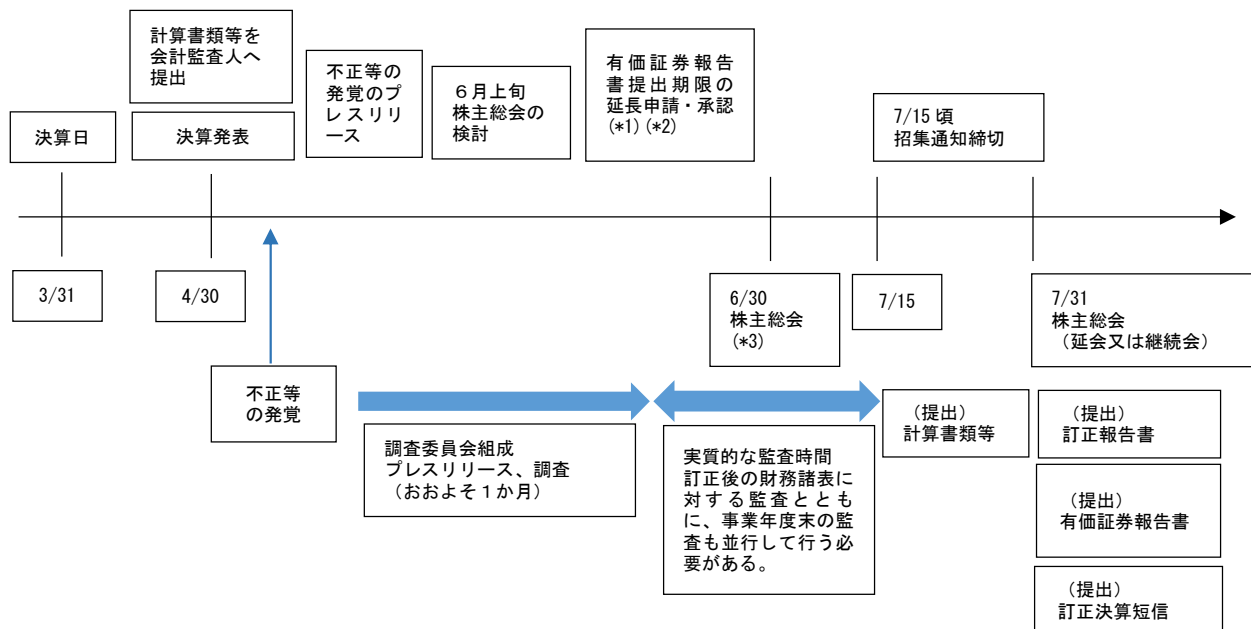 計算書類等を
会計監査人へ
提出
不正等の
発覚のプ
レスリリ
ース
６月上旬
株主総会の
検討
有価証券報告
書提出期限の
延長申請・承認
(*1)(*2)
7/15 頃
招集通知締切
決算日
決算発表
3/31
4/30
6/30
株主総会
(*3)
7/15
7/31
株主総会
（延会又は継続会）
不正等
の発覚
調査委員会組成
プレスリリース、調査
（おおよそ１か月）
実質的な監査時間
訂正後の財務諸表に
対する監査ととも
に、事業年度末の監
査も並行して行う必
要がある。
（提出）
計算書類等
（提出）
訂正報告書
（提出）
有価証券報告書
（提出）
訂正決算短信